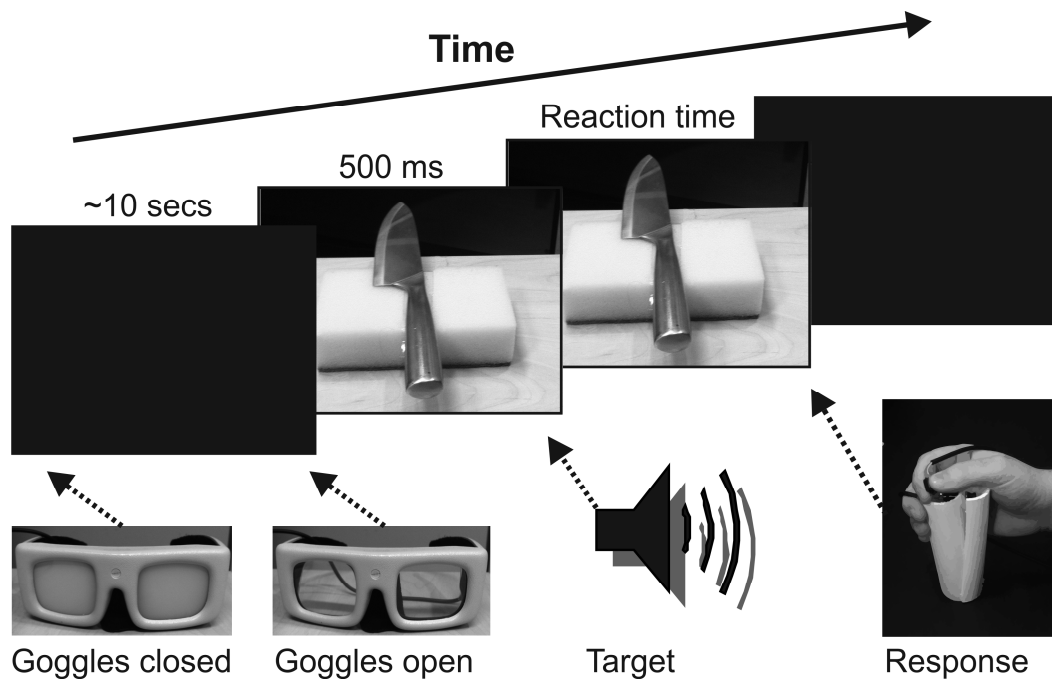 Time
Reaction time
500 ms
~10 secs
Goggles closed
Goggles open
Target
Response